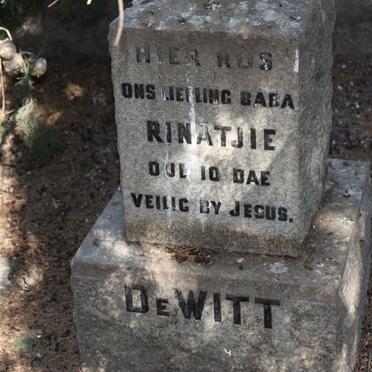 HIER RUS
ONS LIEFLING BABA
RINATJIE
OUD 10 DAE
VEILIG BY JESUS.
DEWITT